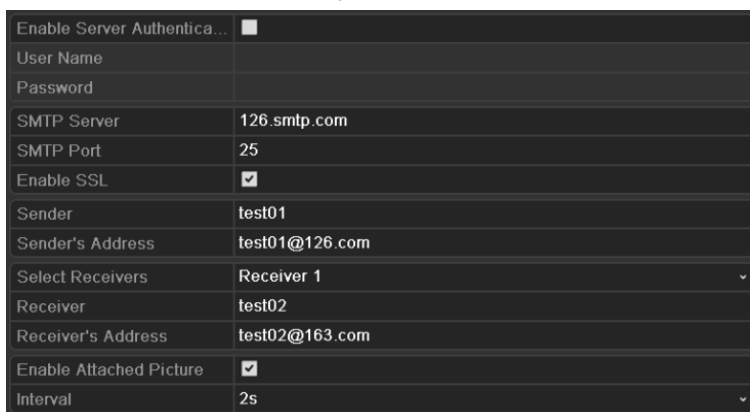 Enable Server Authentica...
User Name
Password
SMTP Server 126.smtp.com
SMTP Port 25
Enable SSL
Sender test01
Sender's Address test01@126.com
Select Receivers Receiver 1
Receiver test02
Receiver's Address test02@163.com
Enable Attached Picture
Interval 2s